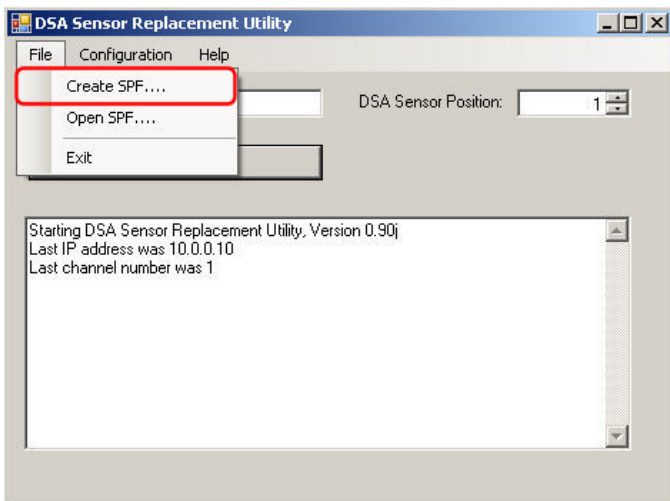 DSA Sensor Replacement Utility
File Configuration Help
Create SPF....
Open SPF....
Exit
DSA Sensor Position: 1
Starting DSA Sensor Replacement Utility, Version 0.90j
Last IP address was 10.0.0.10
Last channel number was 1